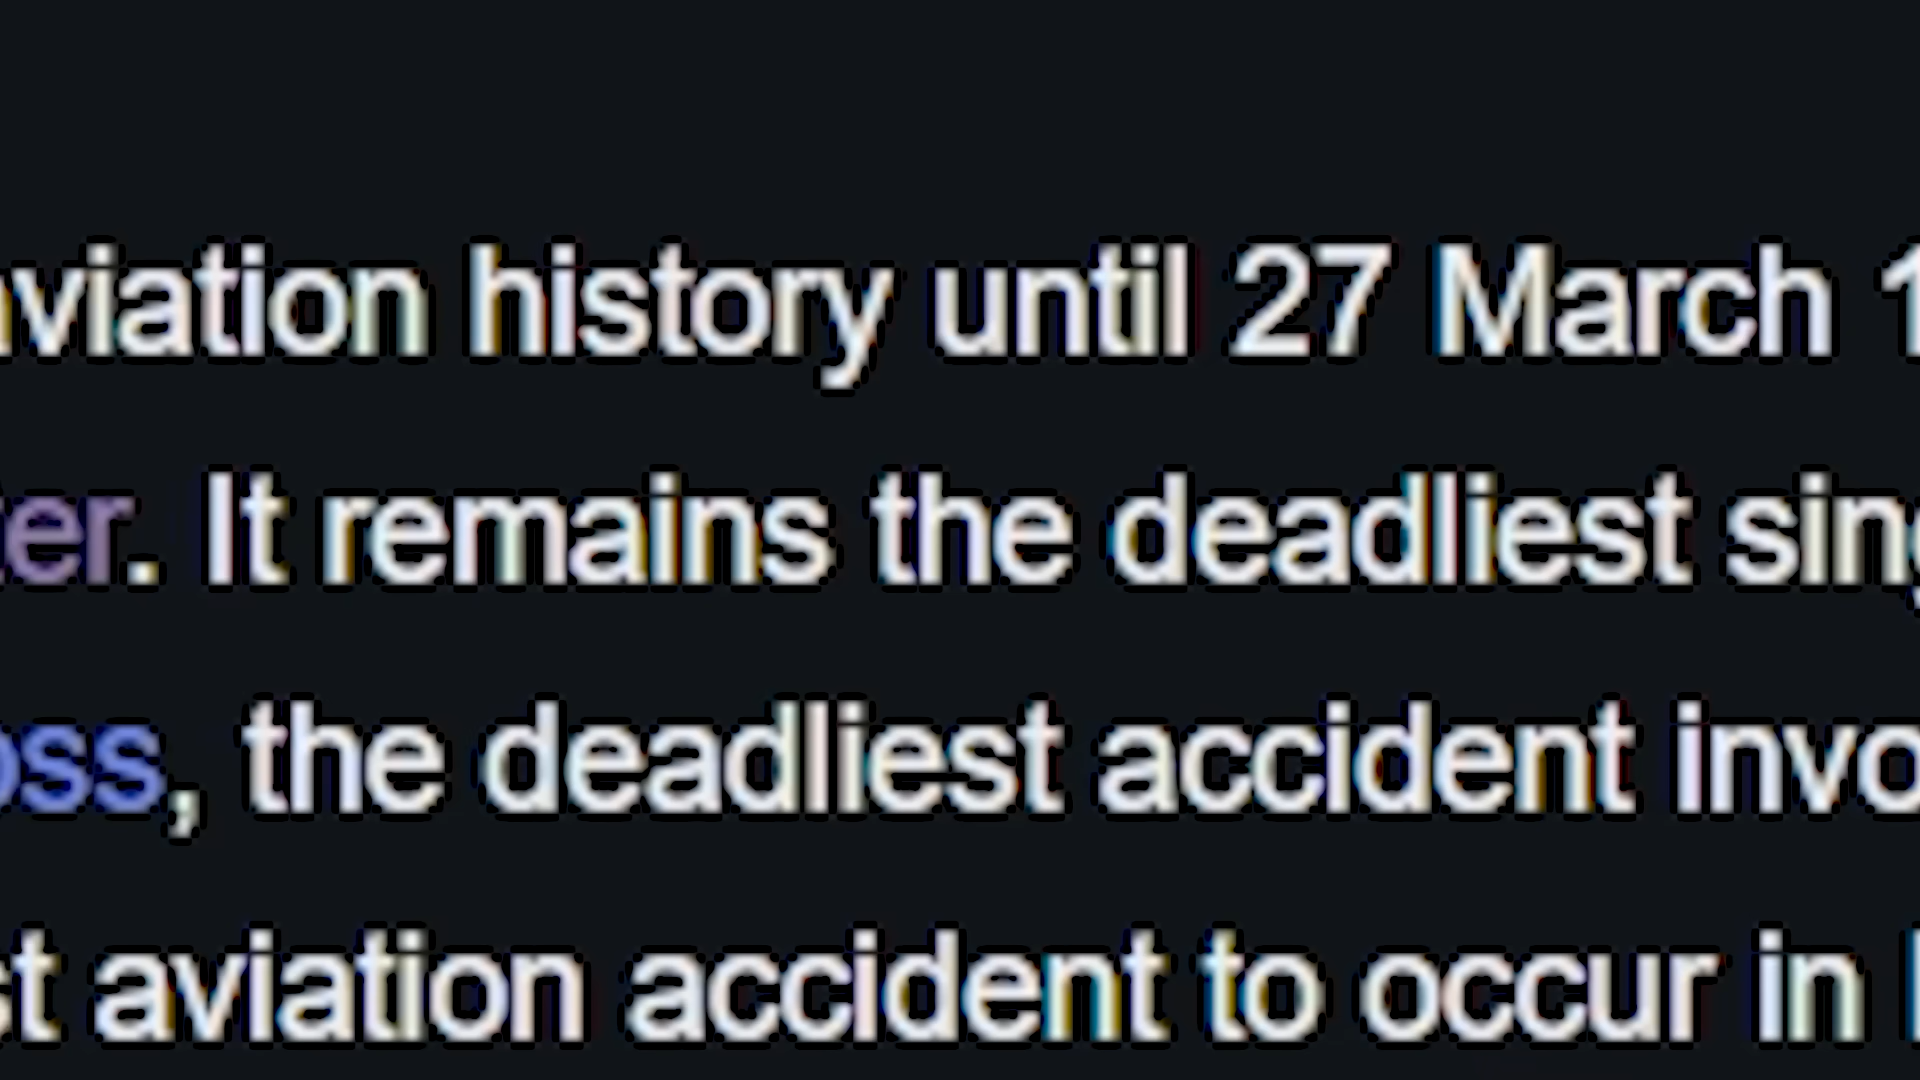 aviation history until 27 March 1
er. It remains the deadliest sing
oss, the deadliest accident invo
st aviation accident to occur in